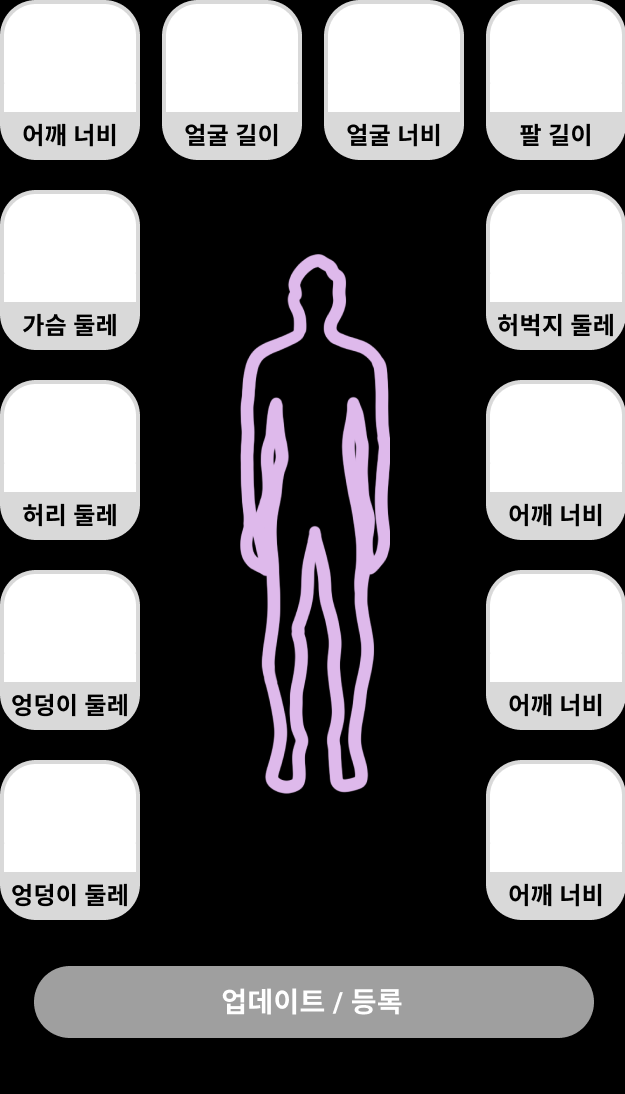 어깨 너비
얼굴 길이
얼굴 너비
팔 길이
가슴 둘레
허벅지 둘레
허리 둘레
어깨 너비
엉덩이 둘레
어깨 너비
엉덩이 둘레
어깨 너비
업데이트 / 등록